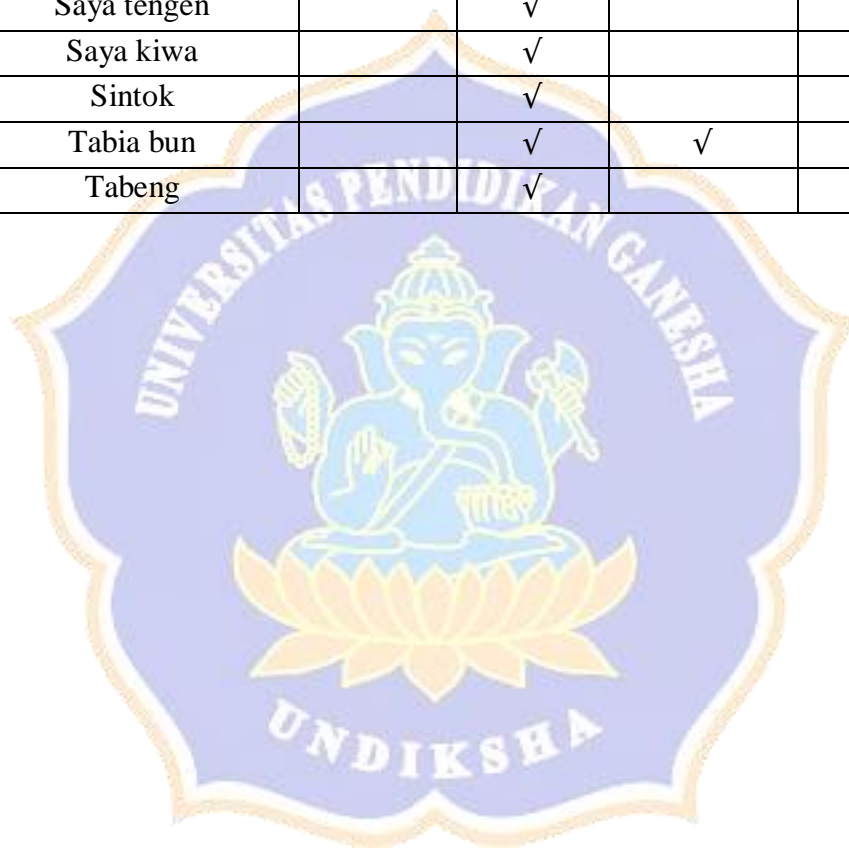 Saya tengen √
Saya kiwa √
Sintok √
Tabia bun √ √
Tabeng √
UNIVERSITAS PENDIDIKAN GANESHA
UNDIKSHA